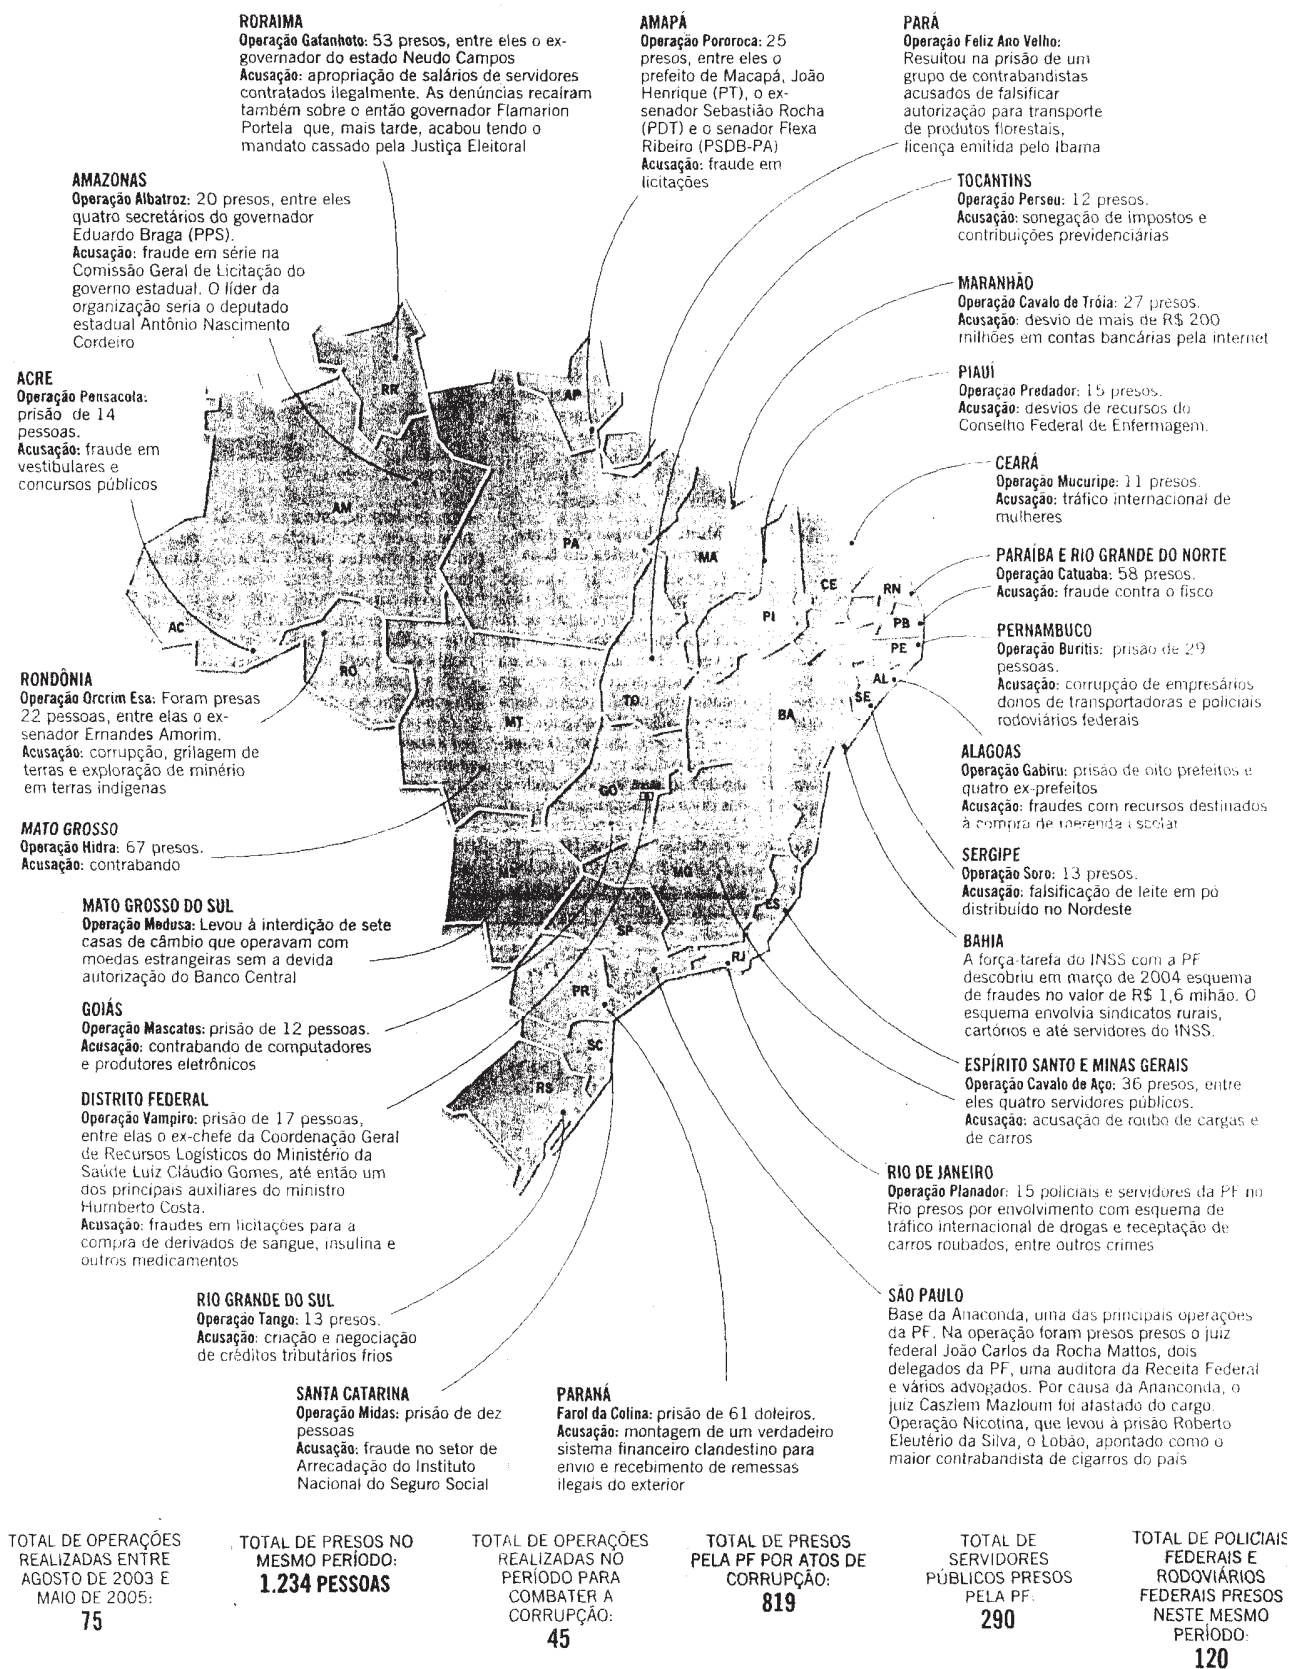 RORAIMA
Operação Gafanhoto: 53 presos, entre eles o ex-
governador do estado Neudo Campos
Acusação: apropriação de salários de servidores
contratados ilegalmente. As denúncias recaíram
também sobre o então governador Flamarion
Portela que, mais tarde, acabou tendo o
mandato cassado pela Justiça Eleitoral
AMAPÁ
Operação Pororoca: 25
presos, entre eles o
prefeito de Macapá, João
Henrique (PT), o ex-
senador Sebastião Rocha
(PDT) e o senador Flexa
Ribeiro (PSDB-PA)
Acusação: fraude em
licitações
PARÁ
Operação Feliz Ano Velho:
Resultou na prisão de um
grupo de contrabandistas
acusados de falsificar
autorização para transporte
de produtos florestais,
licença emitida pelo Ibama
AMAZONAS
Operação Albatroz: 20 presos, entre eles
quatro secretários do governador
Eduardo Braga (PPS).
Acusação: fraude em série na
Comissão Geral de Licitação do
governo estadual. O líder da
organização seria o deputado
estadual Antônio Nascimento
Cordeiro
TOCANTINS
Operação Perseu: 12 presos.
Acusação: sonegação de impostos e
contribuições previdenciárias
MARANHÃO
Operação Cavalo de Tróia: 27 presos.
Acusação: desvio de mais de R$ 200
milhões em contas bancárias pela internet
ACRE
Operação Pensacola:
prisão de 14
pessoas.
Acusação: fraude em
vestibulares e
concursos públicos
PIAUÍ
Operação Predador: 15 presos.
Acusação: desvios de recursos do
Conselho Federal de Enfermagem.
CEARÁ
Operação Mucuripe: 11 presos.
Acusação: tráfico internacional de
mulheres
PARAÍBA E RIO GRANDE DO NORTE
Operação Catuaba: 58 presos.
Acusação: fraude contra o fisco
PERNAMBUCO
Operação Buritis: prisão de 29
pessoas.
Acusação: corrupção de empresários
donos de transportadoras e policiais
rodoviários federais
RR
AP
AM
PA
MA
CE
RN
PI
PB
AC
PE
RO
AL
TO
SE
MT
BA
GO
Brasília
MS
MG
ES
SP
RJ
PR
SC
RS
RONDÔNIA
Operação Orcrim Esa: Foram presas
22 pessoas, entre elas o ex-
senador Ernandes Amorim.
Acusação: corrupção, grilagem de
terras e exploração de minério
em terras indígenas
ALAGOAS
Operação Gabiru: prisão de oito prefeitos e
quatro ex-prefeitos
Acusação: fraudes com recursos destinados
à compra de merenda escolar
MATO GROSSO
Operação Hidra: 67 presos.
Acusação: contrabando
SERGIPE
Operação Soro: 13 presos.
Acusação: falsificação de leite em pó
distribuído no Nordeste
MATO GROSSO DO SUL
Operação Medusa: Levou à interdição de sete
casas de câmbio que operavam com
moedas estrangeiras sem a devida
autorização do Banco Central
BAHIA
A força-tarefa do INSS com a PF
descobriu em março de 2004 esquema
de fraudes no valor de R$ 1,6 mihão. O
esquema envolvia sindicatos rurais,
cartórios e até servidores do INSS.
GOIÁS
Operação Mascates: prisão de 12 pessoas.
Acusação: contrabando de computadores
e produtores eletrônicos
ESPÍRITO SANTO E MINAS GERAIS
Operação Cavalo de Aço: 36 presos, entre
eles quatro servidores públicos.
Acusação: acusação de roubo de cargas e
de carros
DISTRITO FEDERAL
Operação Vampiro: prisão de 17 pessoas,
entre elas o ex-chefe da Coordenação Geral
de Recursos Logísticos do Ministério da
Saúde Luiz Cláudio Gomes, até então um
dos principais auxiliares do ministro
Humberto Costa.
Acusação: fraudes em licitações para a
compra de derivados de sangue, insulina e
outros medicamentos
RIO DE JANEIRO
Operação Planador: 15 policiais e servidores da PF no
Rio presos por envolvimento com esquema de
tráfico internacional de drogas e receptação de
carros roubados, entre outros crimes
RIO GRANDE DO SUL
Operação Tango: 13 presos.
Acusação: criação e negociação
de créditos tributários frios
SÃO PAULO
Base da Anaconda, uma das principais operações
da PF. Na operação foram presos presos o juiz
federal João Carlos da Rocha Mattos, dois
delegados da PF, uma auditora da Receita Federal
e vários advogados. Por causa da Ananconda, o
juiz Caszlem Mazloum foi afastado do cargo.
Operação Nicotina, que levou à prisão Roberto
Eleutério da Silva, o Lobão, apontado como o
maior contrabandista de cigarros do país
SANTA CATARINA
Operação Midas: prisão de dez
pessoas
Acusação: fraude no setor de
Arrecadação do Instituto
Nacional do Seguro Social
PARANÁ
Farol da Colina: prisão de 61 doleiros.
Acusação: montagem de um verdadeiro
sistema financeiro clandestino para
envio e recebimento de remessas
ilegais do exterior
TOTAL DE OPERAÇÕES
REALIZADAS ENTRE
AGOSTO DE 2003 E
MAIO DE 2005:
75
TOTAL DE PRESOS NO
MESMO PERÍODO:
1.234 PESSOAS
TOTAL DE OPERAÇÕES
REALIZADAS NO
PERÍODO PARA
COMBATER A
CORRUPÇÃO:
45
TOTAL DE PRESOS
PELA PF POR ATOS DE
CORRUPÇÃO:
819
TOTAL DE
SERVIDORES
PÚBLICOS PRESOS
PELA PF:
290
TOTAL DE POLICIAIS
FEDERAIS E
RODOVIÁRIOS
FEDERAIS PRESOS
NESTE MESMO
PERÍODO:
120